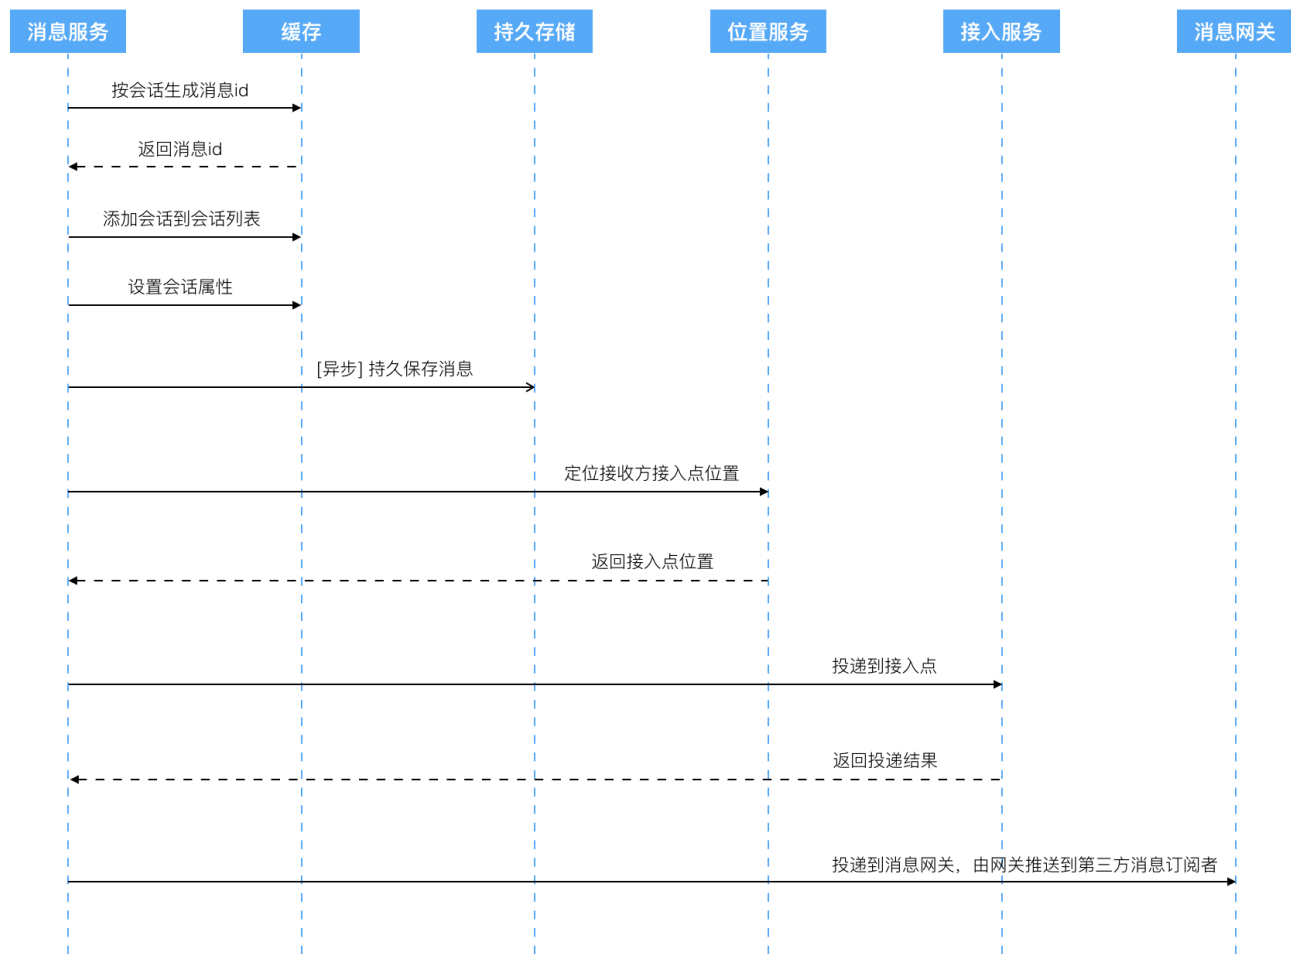 消息服务
缓存
持久存储
位置服务
接入服务
消息网关
按会话生成消息id
返回消息id
添加会话到会话列表
设置会话属性
[异步] 持久保存消息
定位接收方接入点位置
返回接入点位置
投递到接入点
返回投递结果
投递到消息网关，由网关推送到第三方消息订阅者